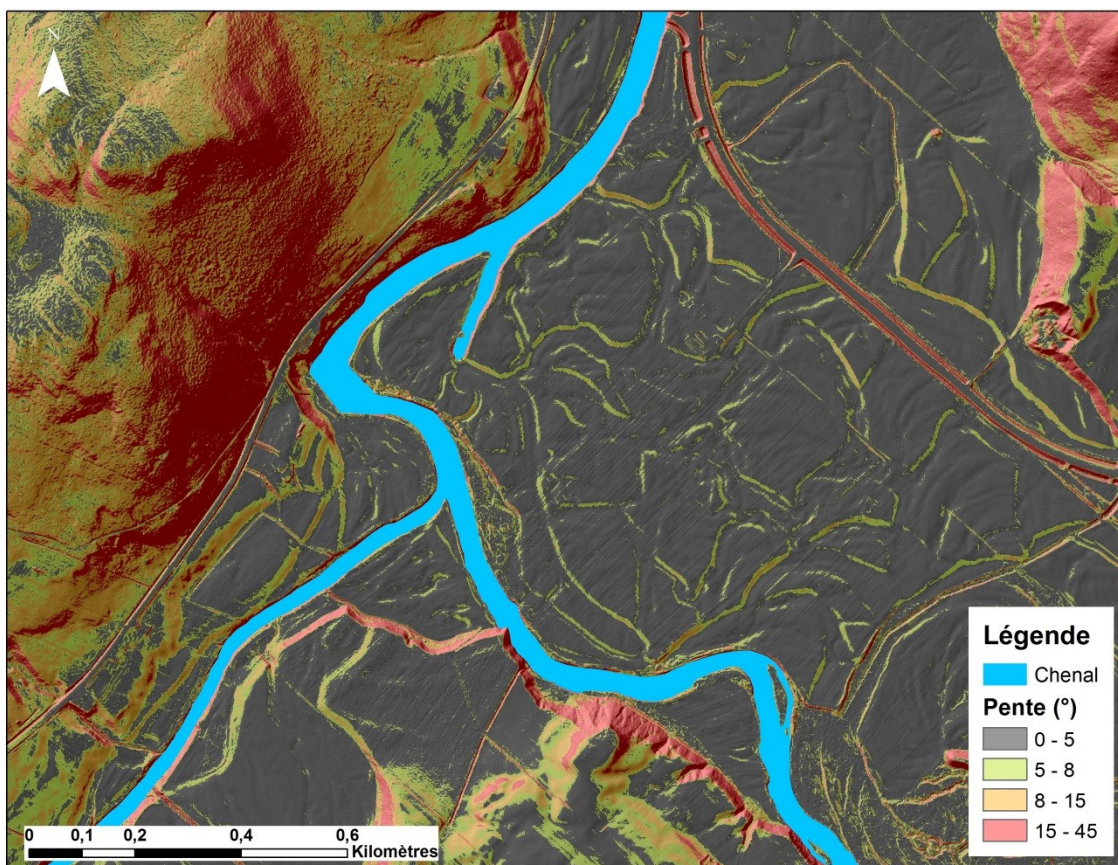 N
Légende
Chenal
Pente (°)
0 - 5
5 - 8
8 - 15
15 - 45
0 0,1 0,2 0,4 0,6
Kilomètres